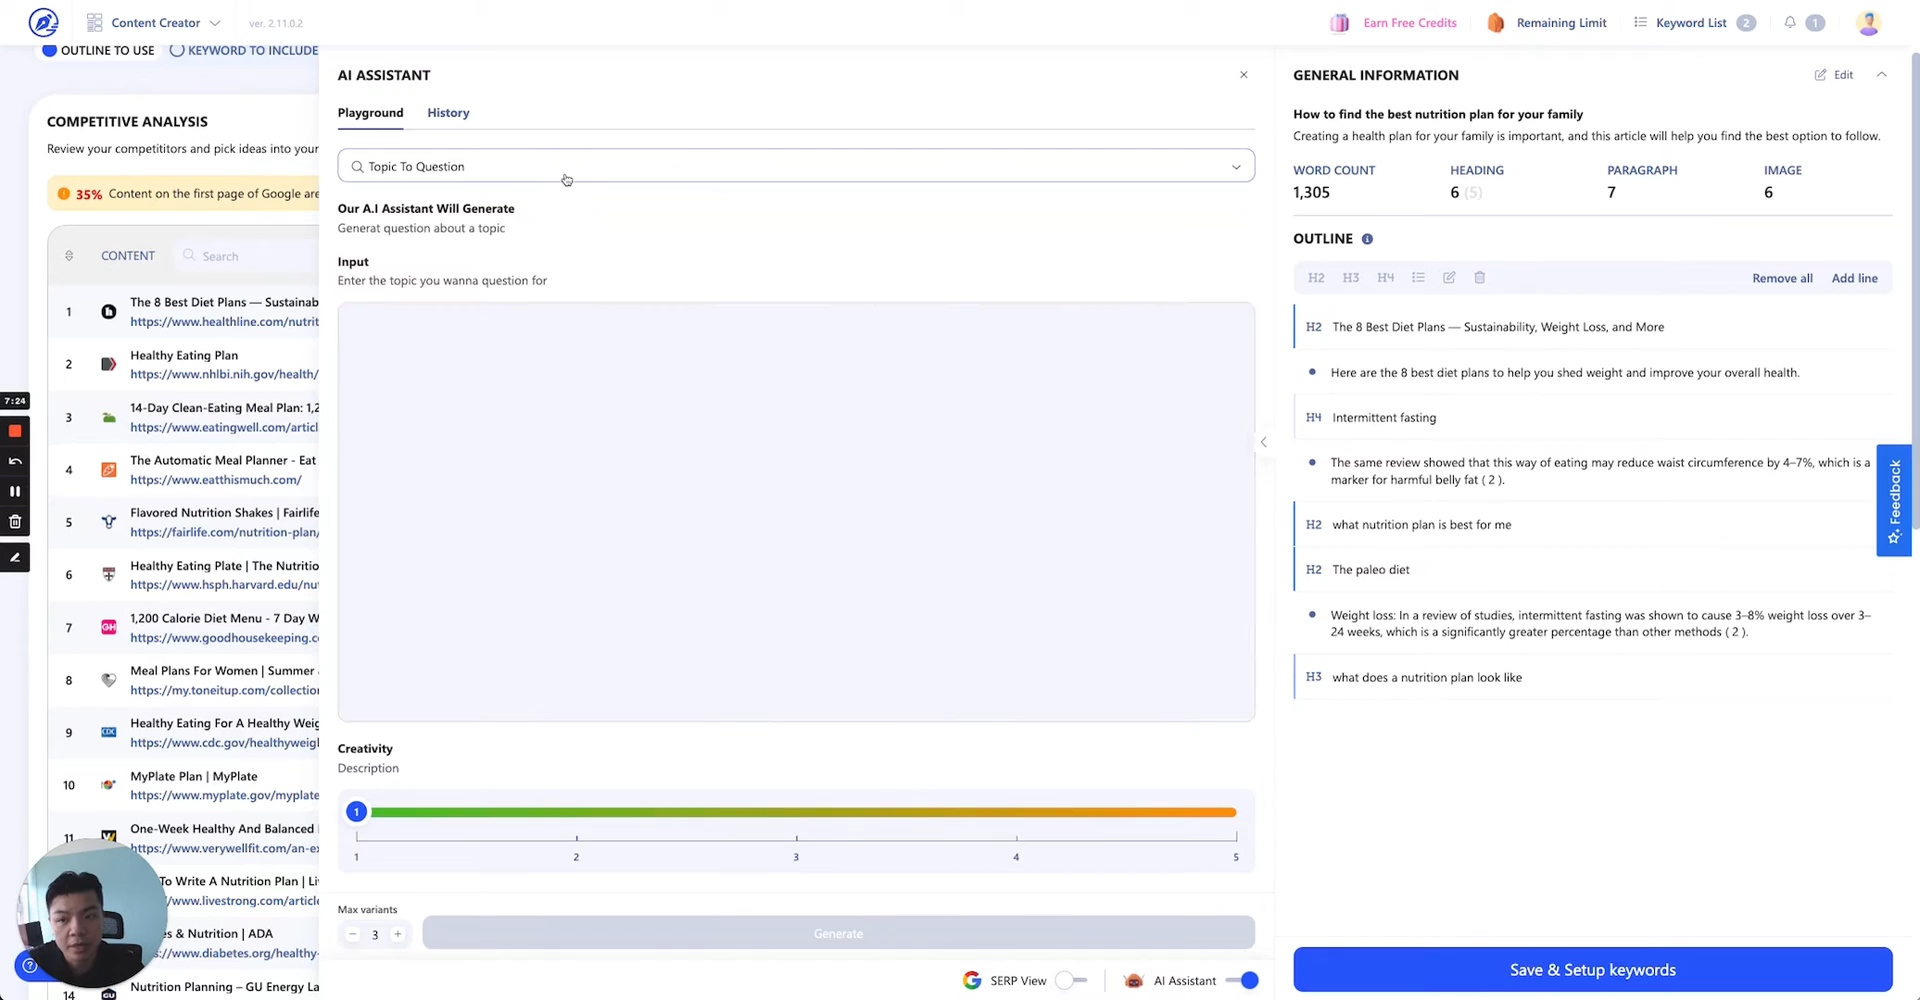 Content Creator
ver. 2.11.0.2
Earn Free Credits
Remaining Limit
Keyword List 2
1
OUTLINE TO USE
KEYWORD TO INCLUDE
COMPETITIVE ANALYSIS
Review your competitiors and pick ideas into your
35% Content on the first page of Google are
CONTENT
Search
1
The 8 Best Diet Plans — Sustainab
https://www.healthline.com/nutrit
2
Healthy Eating Plan
https://www.nhlbi.nih.gov/health/
3
14-Day Clean-Eating Meal Plan: 1,2
https://www.eatingwell.com/articl
4
The Automatic Meal Planner - Eat
https://www.eatthismuch.com/
5
Flavored Nutrition Shakes | Fairlife
https://fairlife.com/nutrition-plan/
6
Healthy Eating Plate | The Nutritio
https://www.hsph.harvard.edu/nut
7
GH
1,200 Calorie Diet Menu - 7 Day W
https://www.goodhousekeeping.co
8
Meal Plans For Women | Summer
https://my.toneitup.com/collection
9
CDC
Healthy Eating For A Healthy Weig
https://www.cdc.gov/healthyweigl
10
MyPlate Plan | MyPlate
https://www.myplate.gov/myplate
11
One-Week Healthy And Balanced
https://www.verywellfit.com/an-ex
To Write A Nutrition Plan | Li
/www.livestrong.com/article
es & Nutrition | ADA
/www.diabetes.org/healthy-
14
GU
Nutrition Planning – GU Energy La
7:24
AI ASSISTANT
Playground
History
Topic To Question
Our A.I Assistant Will Generate
Generat question about a topic
Input
Enter the topic you wanna question for
Creativity
Description
1
1 2 3 4 5
Max variants
3
Generate
SERP View
AI Assistant
GENERAL INFORMATION
Edit
How to find the best nutrition plan for your family
Creating a health plan for your family is important, and this article will help you find the best option to follow.
WORD COUNT HEADING PARAGRAPH IMAGE
1,305 6 (5) 7 6
OUTLINE
H2 H3 H4
Remove all
Add line
H2 The 8 Best Diet Plans — Sustainability, Weight Loss, and More
Here are the 8 best diet plans to help you shed weight and improve your overall health.
H4 Intermittent fasting
The same review showed that this way of eating may reduce waist circumference by 4–7%, which is a
marker for harmful belly fat ( 2 ).
H2 what nutrition plan is best for me
H2 The paleo diet
Weight loss: In a review of studies, intermittent fasting was shown to cause 3–8% weight loss over 3–
24 weeks, which is a significantly greater percentage than other methods ( 2 ).
H3 what does a nutrition plan look like
Feedback
Save & Setup keywords